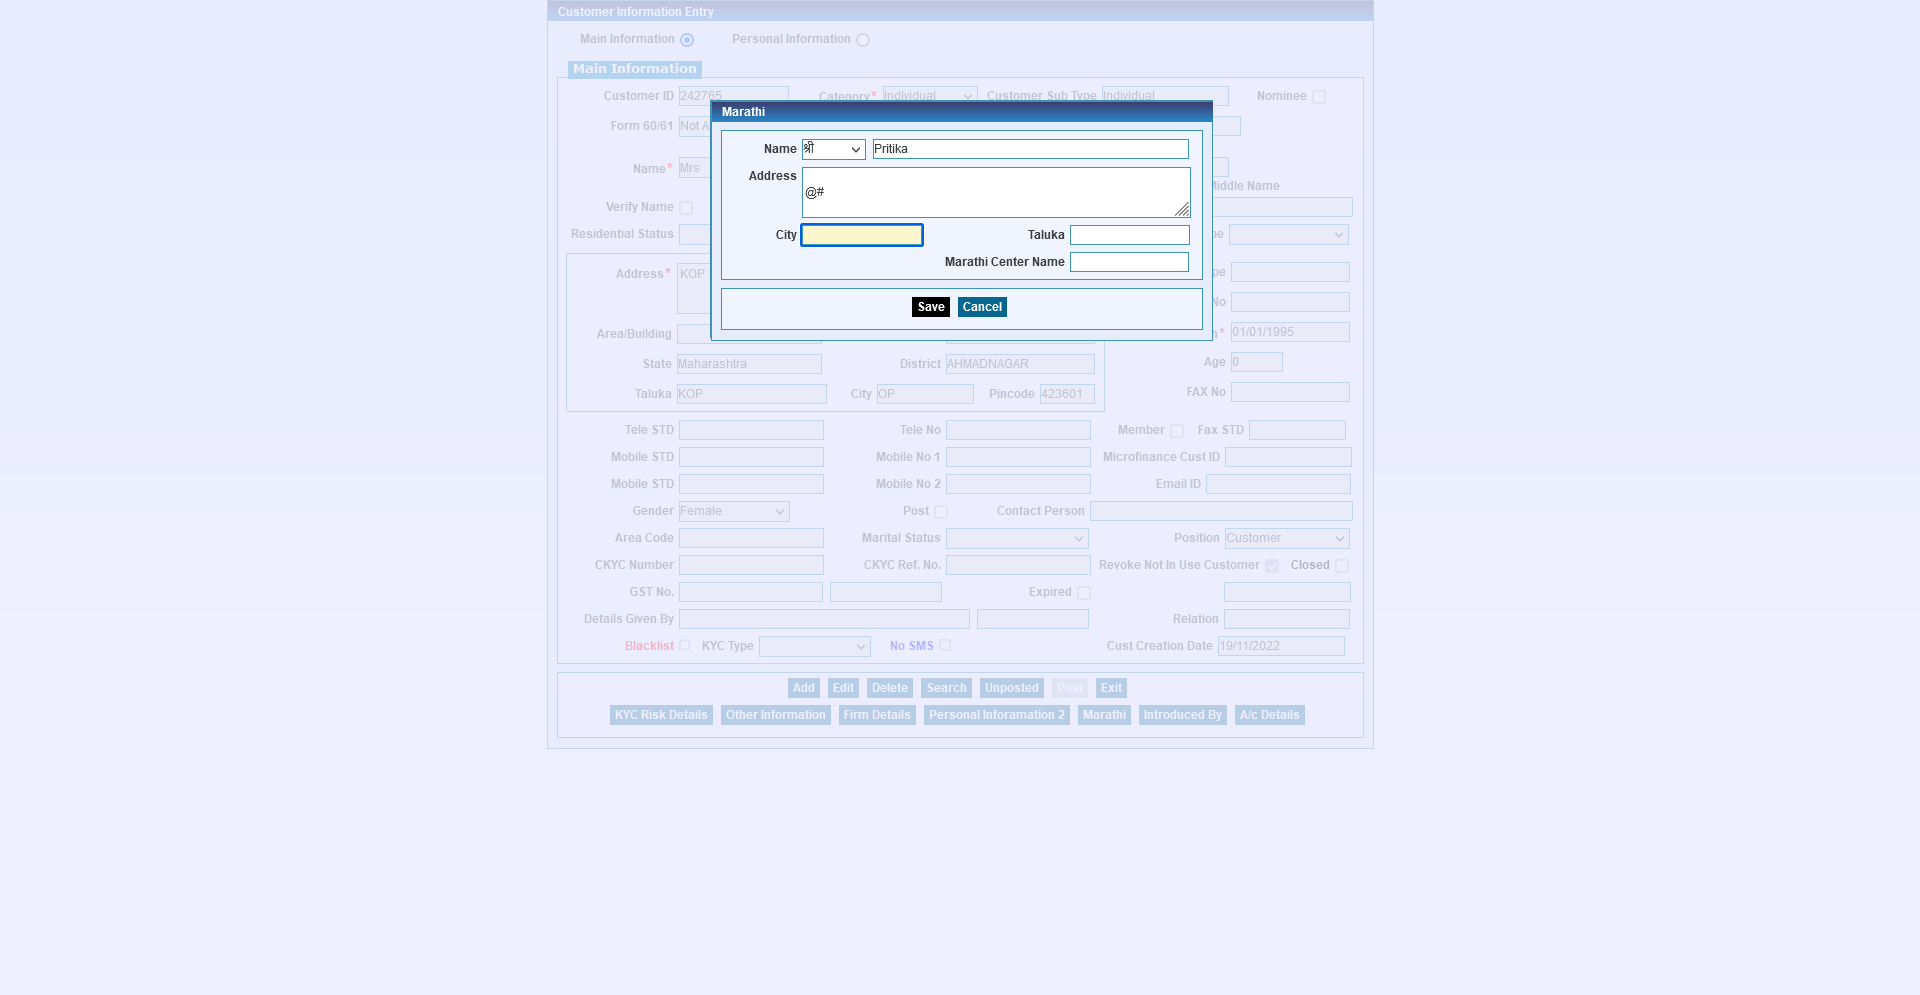 Customer Information Entry
Main Information Personal Information
Main Information
Customer ID 242765 Category* Individual Customer Sub Type Individual Nominee
Form 60/61 Not A
Marathi
Name श्री Pritika
Address @#
City Taluka
Marathi Center Name
Save Cancel
Name* Mrs
Middle Name
Verify Name
Residential Status
Address* KOP
No
01/01/1995
Area/Building
State Maharashtra District AHMADNAGAR Age 0
Taluka KOP City OP Pincode 423601 FAX No
Tele STD Tele No Member Fax STD
Mobile STD Mobile No 1 Microfinance Cust ID
Mobile STD Mobile No 2 Email ID
Gender Female Post Contact Person
Area Code Marital Status Position Customer
CKYC Number CKYC Ref. No. Revoke Not In Use Customer Closed
GST No. Expired
Details Given By Relation
Blacklist KYC Type No SMS Cust Creation Date 19/11/2022
Add Edit Delete Search Unposted Post Exit
KYC Risk Details Other Information Firm Details Personal Inforamation 2 Marathi Introduced By A/c Details